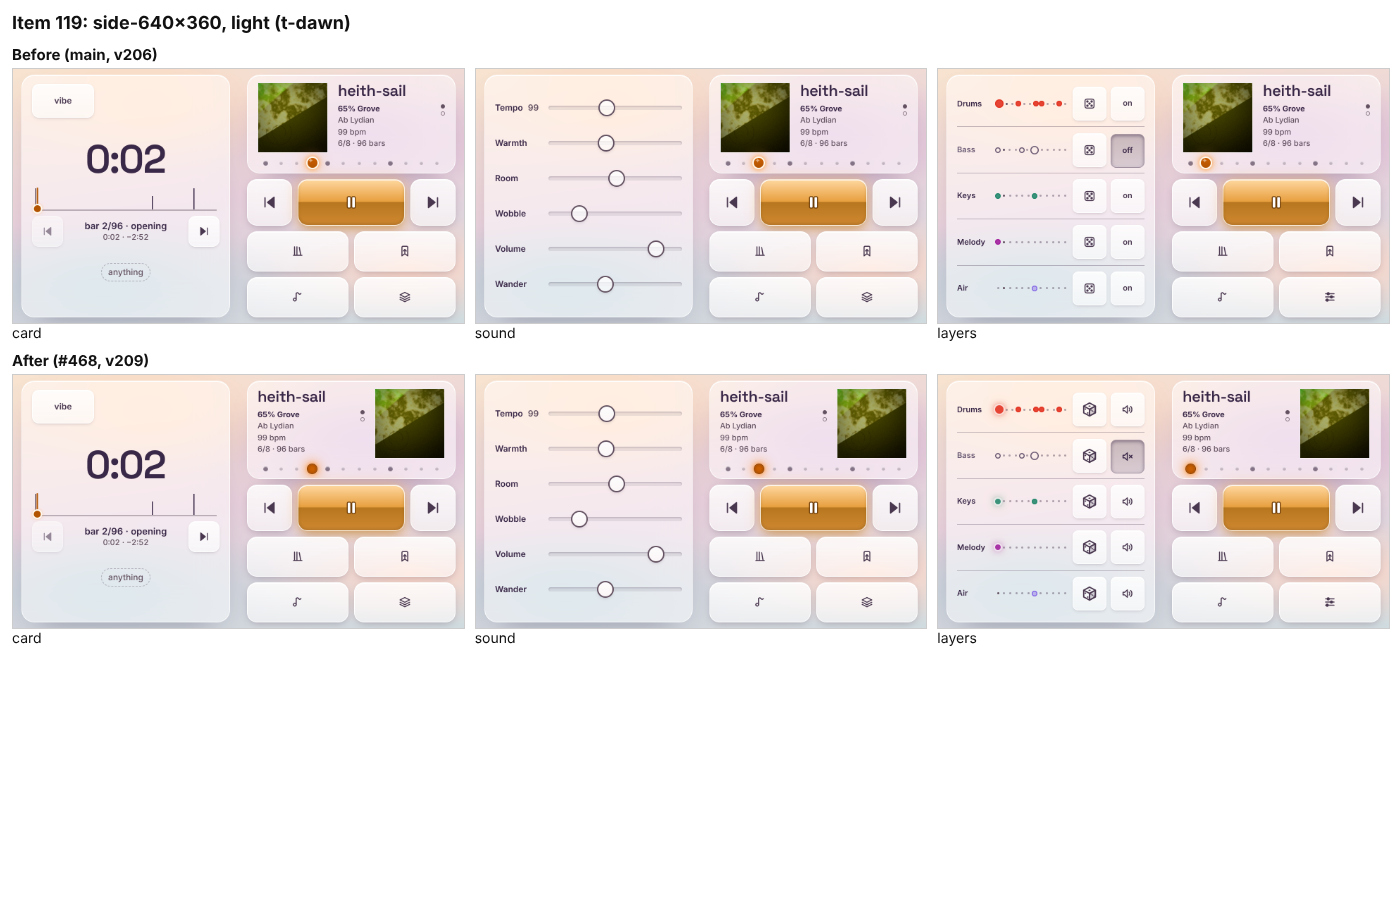 Item 119: side-640×360, light (t-dawn)
Before (main, v206)
vibe
0:02
bar 2/96 · opening
0:02 · −2:52
anything
heith-sail
65% Grove
Ab Lydian
99 bpm
6/8 · 96 bars
card
Tempo 99
Warmth
Room
Wobble
Volume
Wander
heith-sail
65% Grove
Ab Lydian
99 bpm
6/8 · 96 bars
sound
Drums on
Bass off
Keys on
Melody on
Air on
heith-sail
65% Grove
Ab Lydian
99 bpm
6/8 · 96 bars
layers
After (#468, v209)
vibe
0:02
bar 2/96 · opening
0:02 · −2:52
anything
heith-sail
65% Grove
Ab Lydian
99 bpm
6/8 · 96 bars
card
Tempo 99
Warmth
Room
Wobble
Volume
Wander
heith-sail
65% Grove
Ab Lydian
99 bpm
6/8 · 96 bars
sound
Drums
Bass
Keys
Melody
Air
heith-sail
65% Grove
Ab Lydian
99 bpm
6/8 · 96 bars
layers